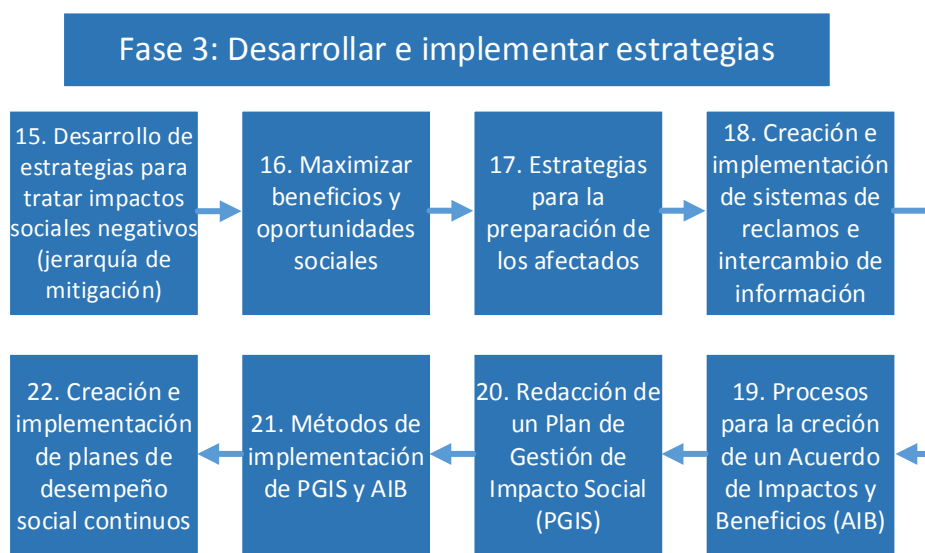 Fase 3: Desarrollar e implementar estrategias
15. Desarrollo de
estrategias para
tratar impactos
sociales negativos
(jerarquía de
mitigación)
16. Maximizar
beneficios y
oportunidades
sociales
17. Estrategias
para la
preparación de
los afectados
18. Creación e
implementación
de sistemas de
reclamos e
intercambio de
información
19. Procesos
para la creción
de un Acuerdo
de Impactos y
Beneficios (AIB)
20. Redacción de
un Plan de
Gestión de
Impacto Social
(PGIS)
21. Métodos de
implementación
de PGIS y AIB
22. Creación e
implementación
de planes de
desempeño
social continuos